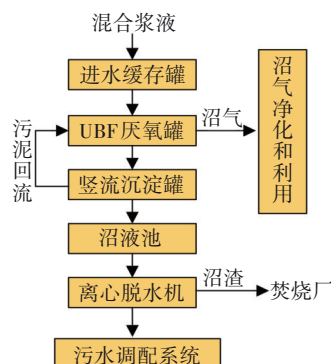 混合浆液
进水缓存罐
UBF厌氧罐
沼气
沼气净化和利用
污泥回流
竖流沉淀罐
沼液池
离心脱水机
沼渣
焚烧厂
污水调配系统